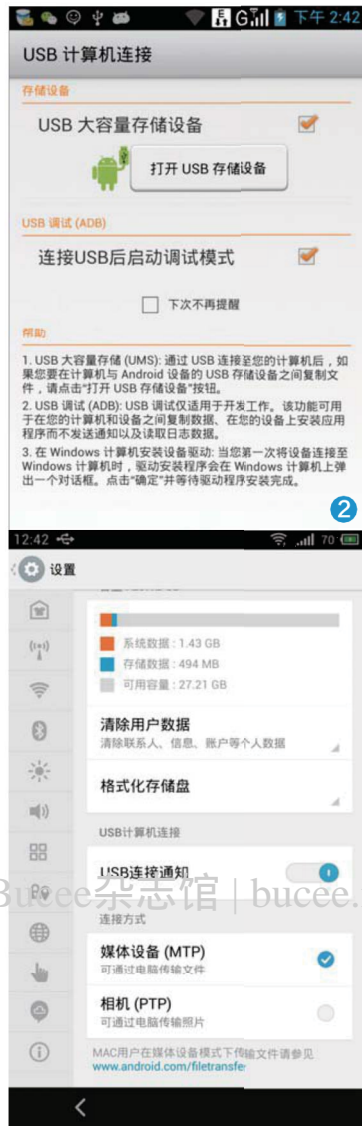 下午 2:42
USB 计算机连接
存储设备
USB 大容量存储设备
打开 USB 存储设备
USB 调试 (ADB)
连接USB后启动调试模式
下次不再提醒
帮助
1. USB 大容量存储 (UMS): 通过 USB 连接至您的计算机后，如
果您要在计算机与 Android 设备的 USB 存储设备之间复制文
件，请点击“打开 USB 存储设备”按钮。
2. USB 调试 (ADB): USB 调试仅适用于开发工作。该功能可用
于在您的计算机和设备之间复制数据、在您的设备上安装应用
程序而不发送通知以及读取日志数据。
3. 在 Windows 计算机安装设备驱动: 当您第一次将设备连接至
Windows 计算机时，驱动安装程序会在 Windows 计算机上弹
出一个对话框。点击“确定”并等待驱动程序安装完成。
2
12:42
70
设置
系统数据 : 1.43 GB
存储数据 : 494 MB
可用容量 : 27.21 GB
清除用户数据
清除联系人、信息、账户等个人数据
格式化存储盘
USB计算机连接
USB连接通知
Bucee杂志馆 | bucee.
连接方式
媒体设备 (MTP)
可通过电脑传输文件
相机 (PTP)
可通过电脑传输照片
MAC用户在媒体设备模式下传输文件请参见
www.android.com/filetransfe